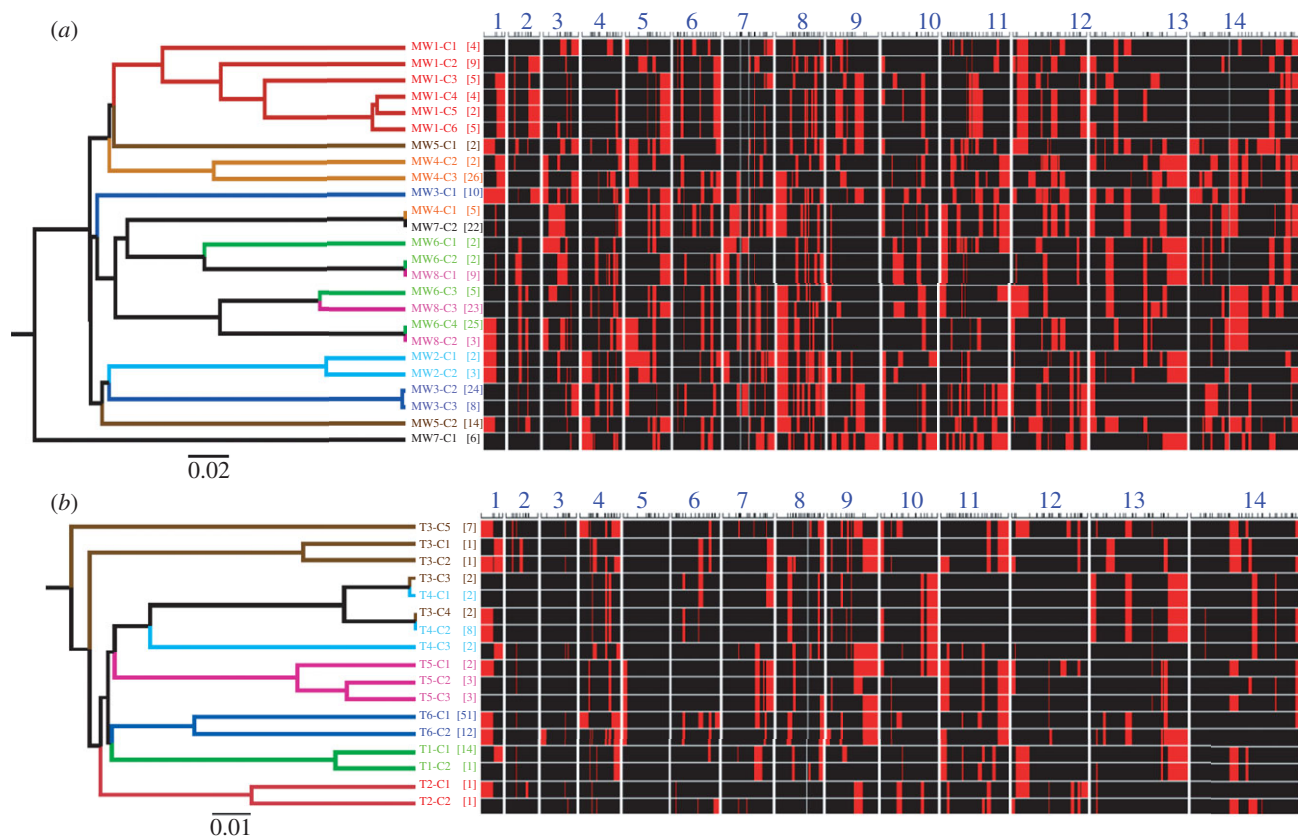 (a) 1 2 3 4 5 6 7 8 9 10 11 12 13 14
MW1-C1 [4]
MW1-C2 [9]
MW1-C3 [5]
MW1-C4 [4]
MW1-C5 [2]
MW1-C6 [5]
MW5-C1 [2]
MW4-C2 [2]
MW4-C3 [26]
MW3-C1 [10]
MW4-C1 [5]
MW7-C2 [22]
MW6-C1 [2]
MW6-C2 [2]
MW8-C1 [9]
MW6-C3 [5]
MW8-C3 [23]
MW6-C4 [25]
MW8-C2 [3]
MW2-C1 [2]
MW2-C2 [3]
MW3-C2 [24]
MW3-C3 [8]
MW5-C2 [14]
MW7-C1 [6]
0.02
(b) 1 2 3 4 5 6 7 8 9 10 11 12 13 14
T3-C5 [7]
T3-C1 [1]
T3-C2 [1]
T3-C3 [2]
T4-C1 [2]
T3-C4 [2]
T4-C2 [8]
T4-C3 [2]
T5-C1 [2]
T5-C2 [3]
T5-C3 [3]
T6-C1 [51]
T6-C2 [12]
T1-C1 [14]
T1-C2 [1]
T2-C1 [1]
T2-C2 [1]
0.01